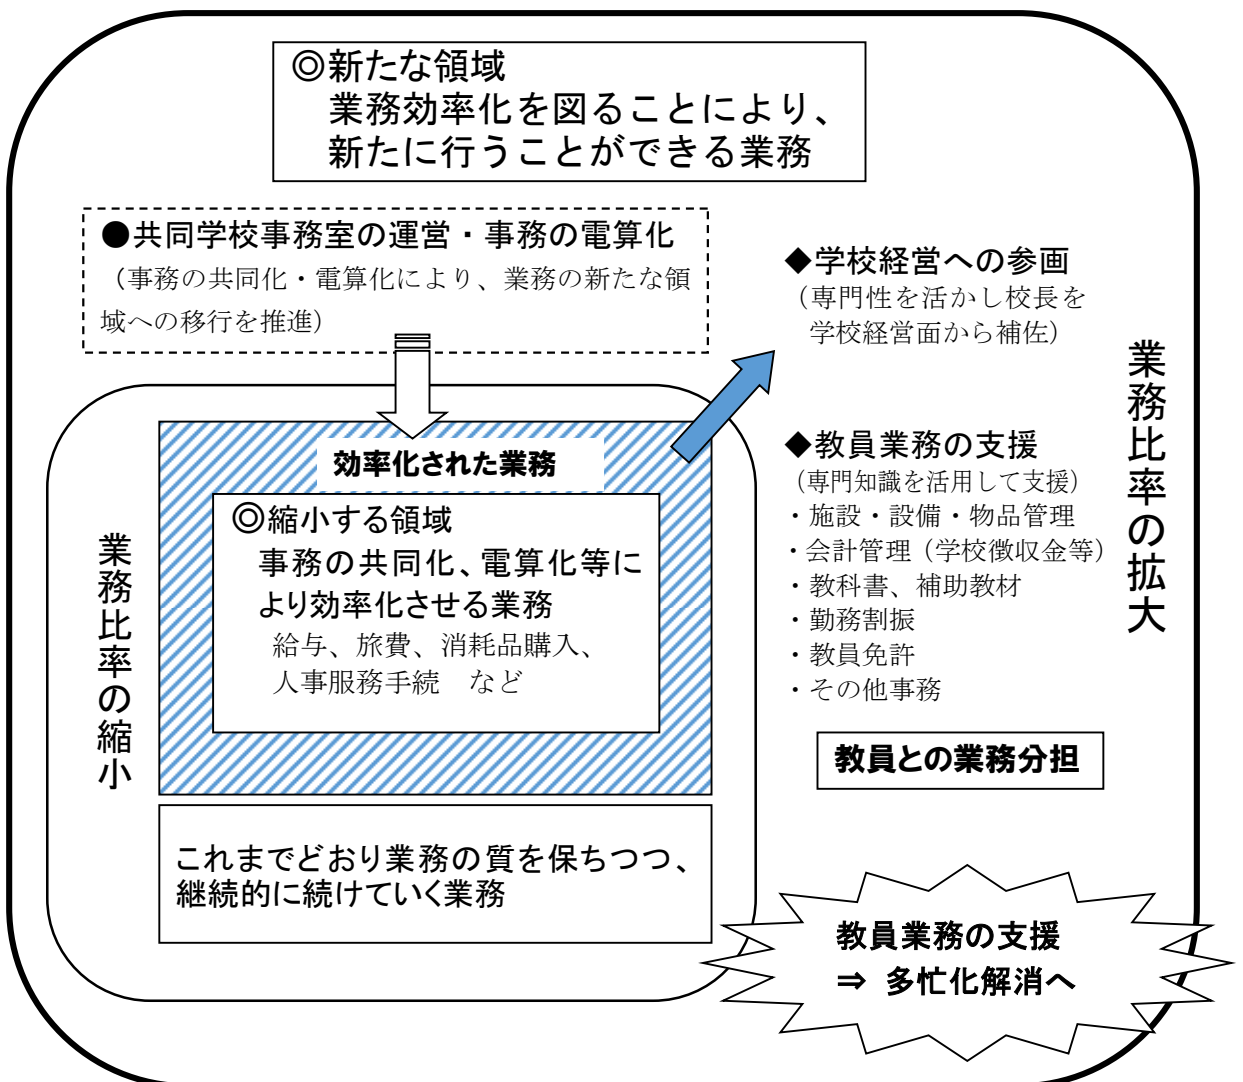 ◎新たな領域
業務効率化を図ることにより、
新たに行うことができる業務
●共同学校事務室の運営・事務の電算化
（事務の共同化・電算化により、業務の新たな領
域への移行を推進）
◆学校経営への参画
（専門性を活かし校長を
学校経営面から補佐）
業務比率の拡大
効率化された業務
◎縮小する領域
事務の共同化、電算化等に
より効率化させる業務
給与、旅費、消耗品購入、
人事服務手続　など
業務比率の縮小
◆教員業務の支援
（専門知識を活用して支援）
・施設・設備・物品管理
・会計管理（学校徴収金等）
・教科書、補助教材
・勤務割振
・教員免許
・その他事務
教員との業務分担
これまでどおり業務の質を保ちつつ、
継続的に続けていく業務
教員業務の支援
⇒ 多忙化解消へ